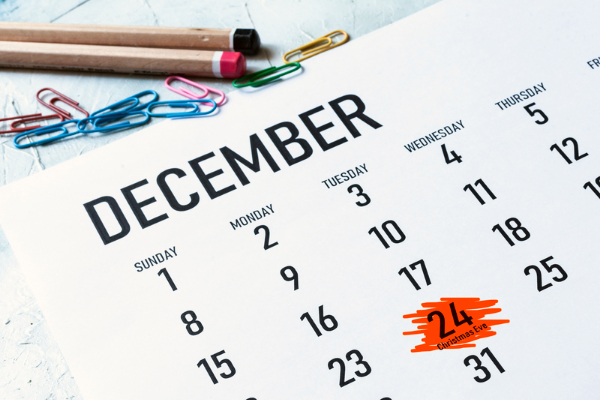 DECEMBER
SUNDAY MONDAY TUESDAY WEDNESDAY THURSDAY
1 2 3 4 5
8 9 10 11 12
15 16 17 18
23 24 25
Christmas Eve
31